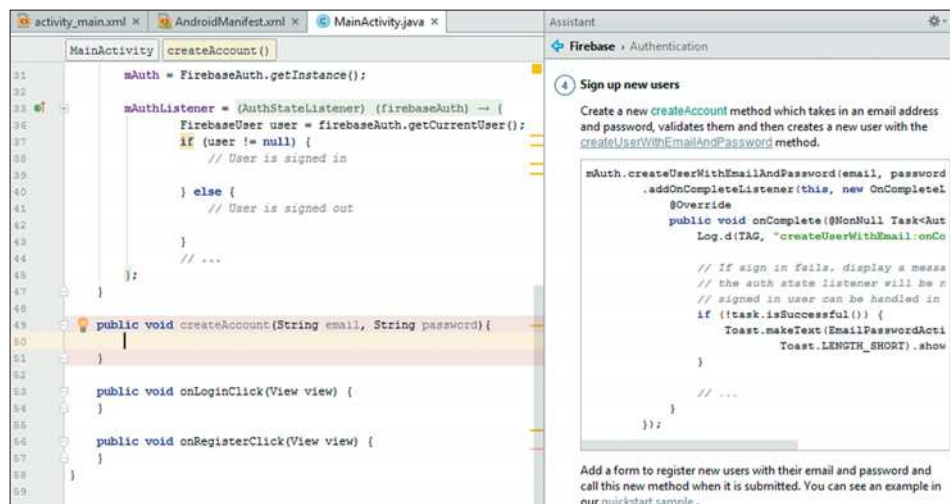 activity_main.xml × AndroidManifest.xml × MainActivity.java ×
MainActivity createAccount()
31 mAuth = FirebaseAuth.getInstance();
32
33 mAuthListener = (AuthStateListener) (firebaseAuth) → {
36 FirebaseUser user = firebaseAuth.getCurrentUser();
37 if (user != null) {
38 // User is signed in
39
40 } else {
41 // User is signed out
42
43 }
44 // ...
45 };
47 }
48
49 public void createAccount(String email, String password){
50
51 }
52
53 public void onLoginClick(View view) {
54 }
55
56 public void onRegisterClick(View view) {
57 }
58 }
59
Assistant
Firebase › Authentication
4 Sign up new users
Create a new createAccount method which takes in an email address
and password, validates them and then creates a new user with the
createUserWithEmailAndPassword method.
mAuth.createUserWithEmailAndPassword(email, password
.addOnCompleteListener(this, new OnCompleteL
@Override
public void onComplete(@NonNull Task<Aut
Log.d(TAG, "createUserWithEmail:onCo
// If sign in fails, display a messa
// the auth state listener will be n
// signed in user can be handled in
if (!task.isSuccessful()) {
Toast.makeText(EmailPasswordActi
Toast.LENGTH_SHORT).show
}
// ...
}
});
Add a form to register new users with their email and password and
call this new method when it is submitted. You can see an example in
our quickstart sample.